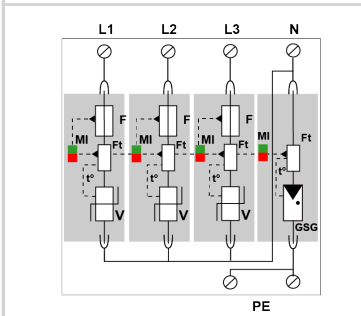 L1 L2 L3 N
F F F
MI MI MI MI
Ft Ft Ft Ft
t° t° t° t°
V V V GSG
PE